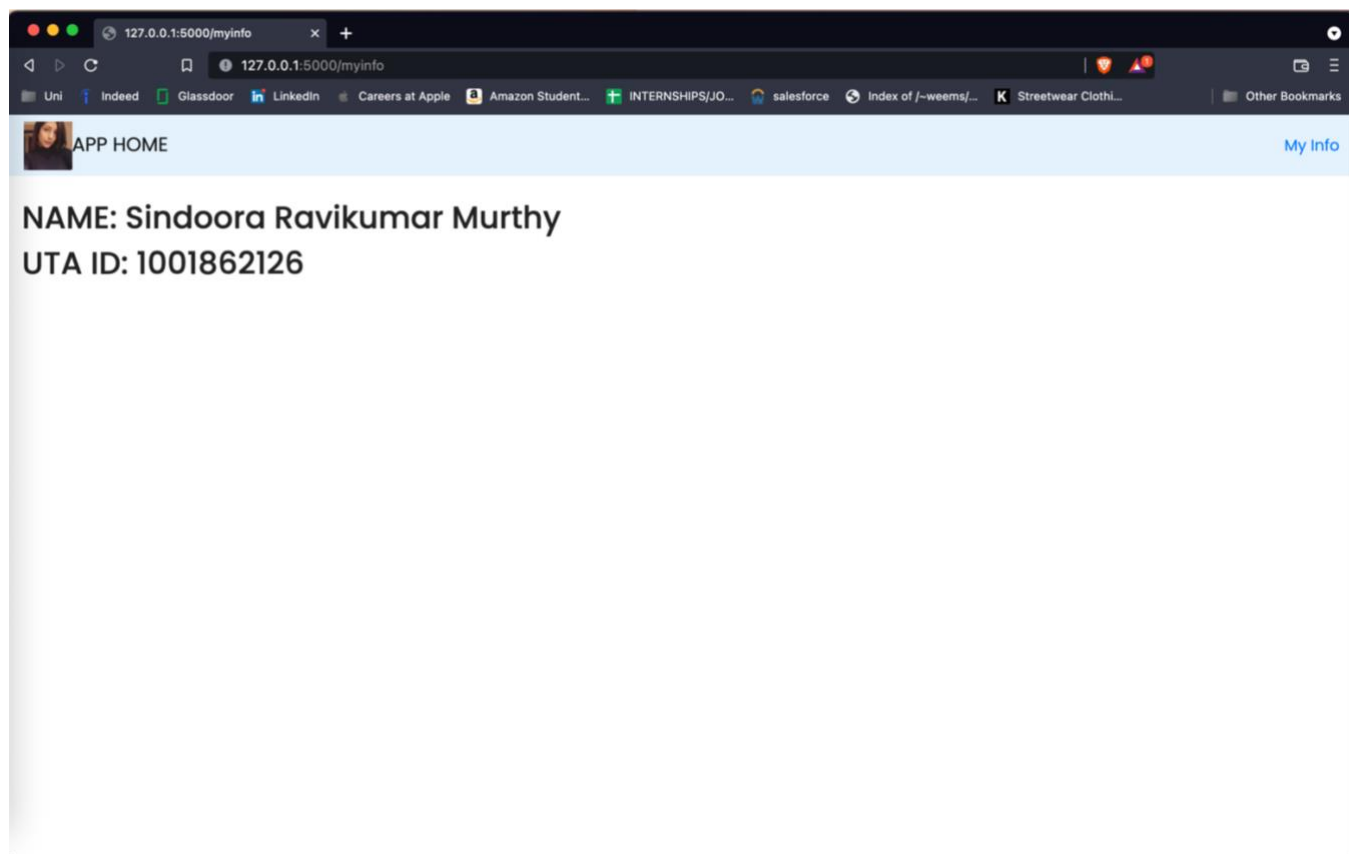 127.0.0.1:5000/myinfo
127.0.0.1:5000/myinfo
Uni Indeed Glassdoor LinkedIn Careers at Apple Amazon Student... INTERNSHIPS/JO... salesforce Index of /~weems/... Streetwear Clothi... Other Bookmarks
APP HOME My Info
NAME: Sindoora Ravikumar Murthy
UTA ID: 1001862126